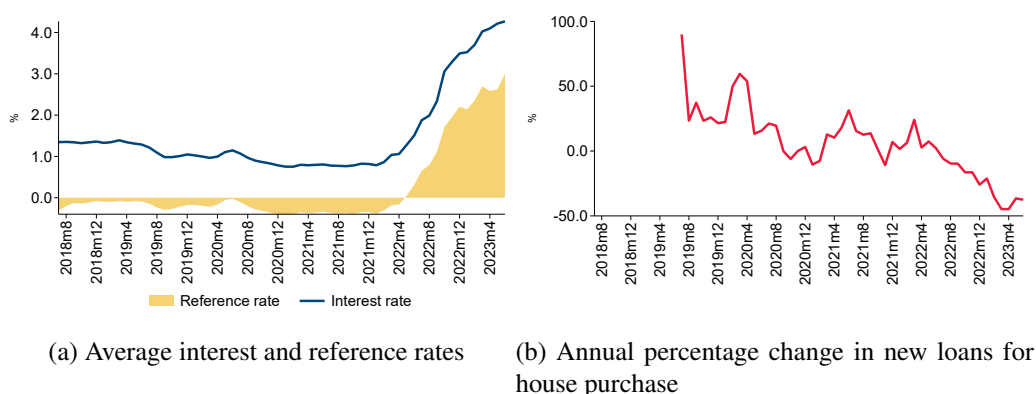 4.0
3.0
2.0
1.0
0.0
%
2018m8
2018m12
2019m4
2019m8
2019m12
2020m4
2020m8
2020m12
2021m4
2021m8
2021m12
2022m4
2022m8
2022m12
2023m4
Reference rate
Interest rate
(a) Average interest and reference rates
100.0
50.0
0.0
-50.0
%
2018m8
2018m12
2019m4
2019m8
2019m12
2020m4
2020m8
2020m12
2021m4
2021m8
2021m12
2022m4
2022m8
2022m12
2023m4
(b) Annual percentage change in new loans for
house purchase